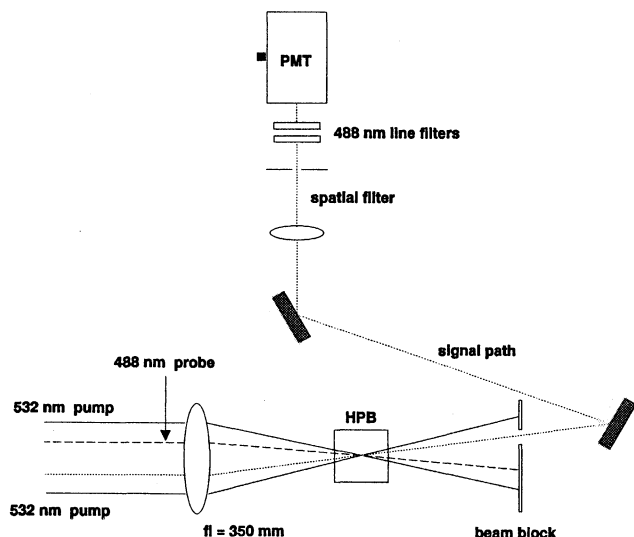 PMT
488 nm line filters
spatial filter
signal path
488 nm probe
532 nm pump
HPB
532 nm pump
fl = 350 mm
beam block